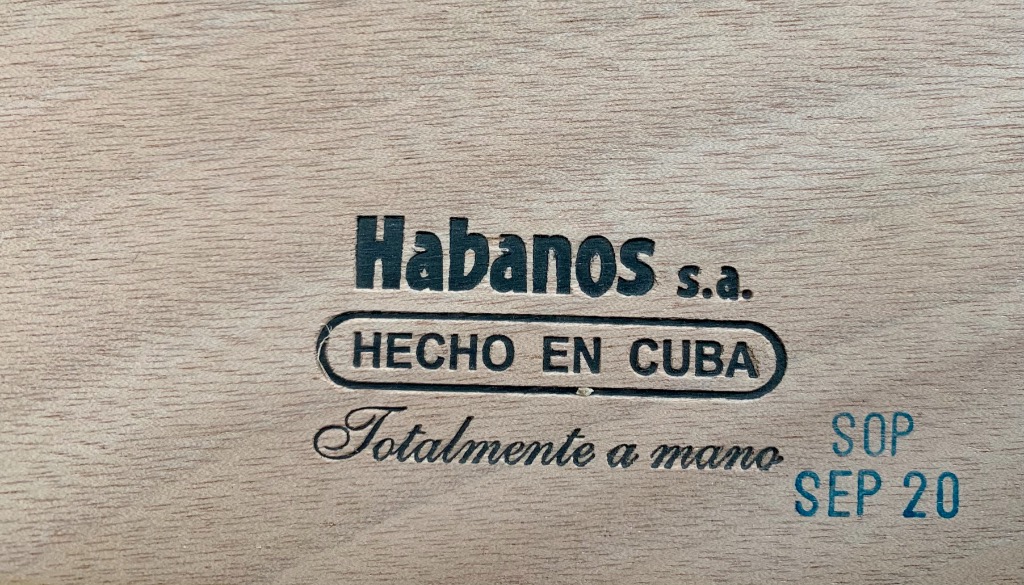 Habanos s.a.
HECHO EN CUBA
Totalmente a mano
SOP
SEP 20